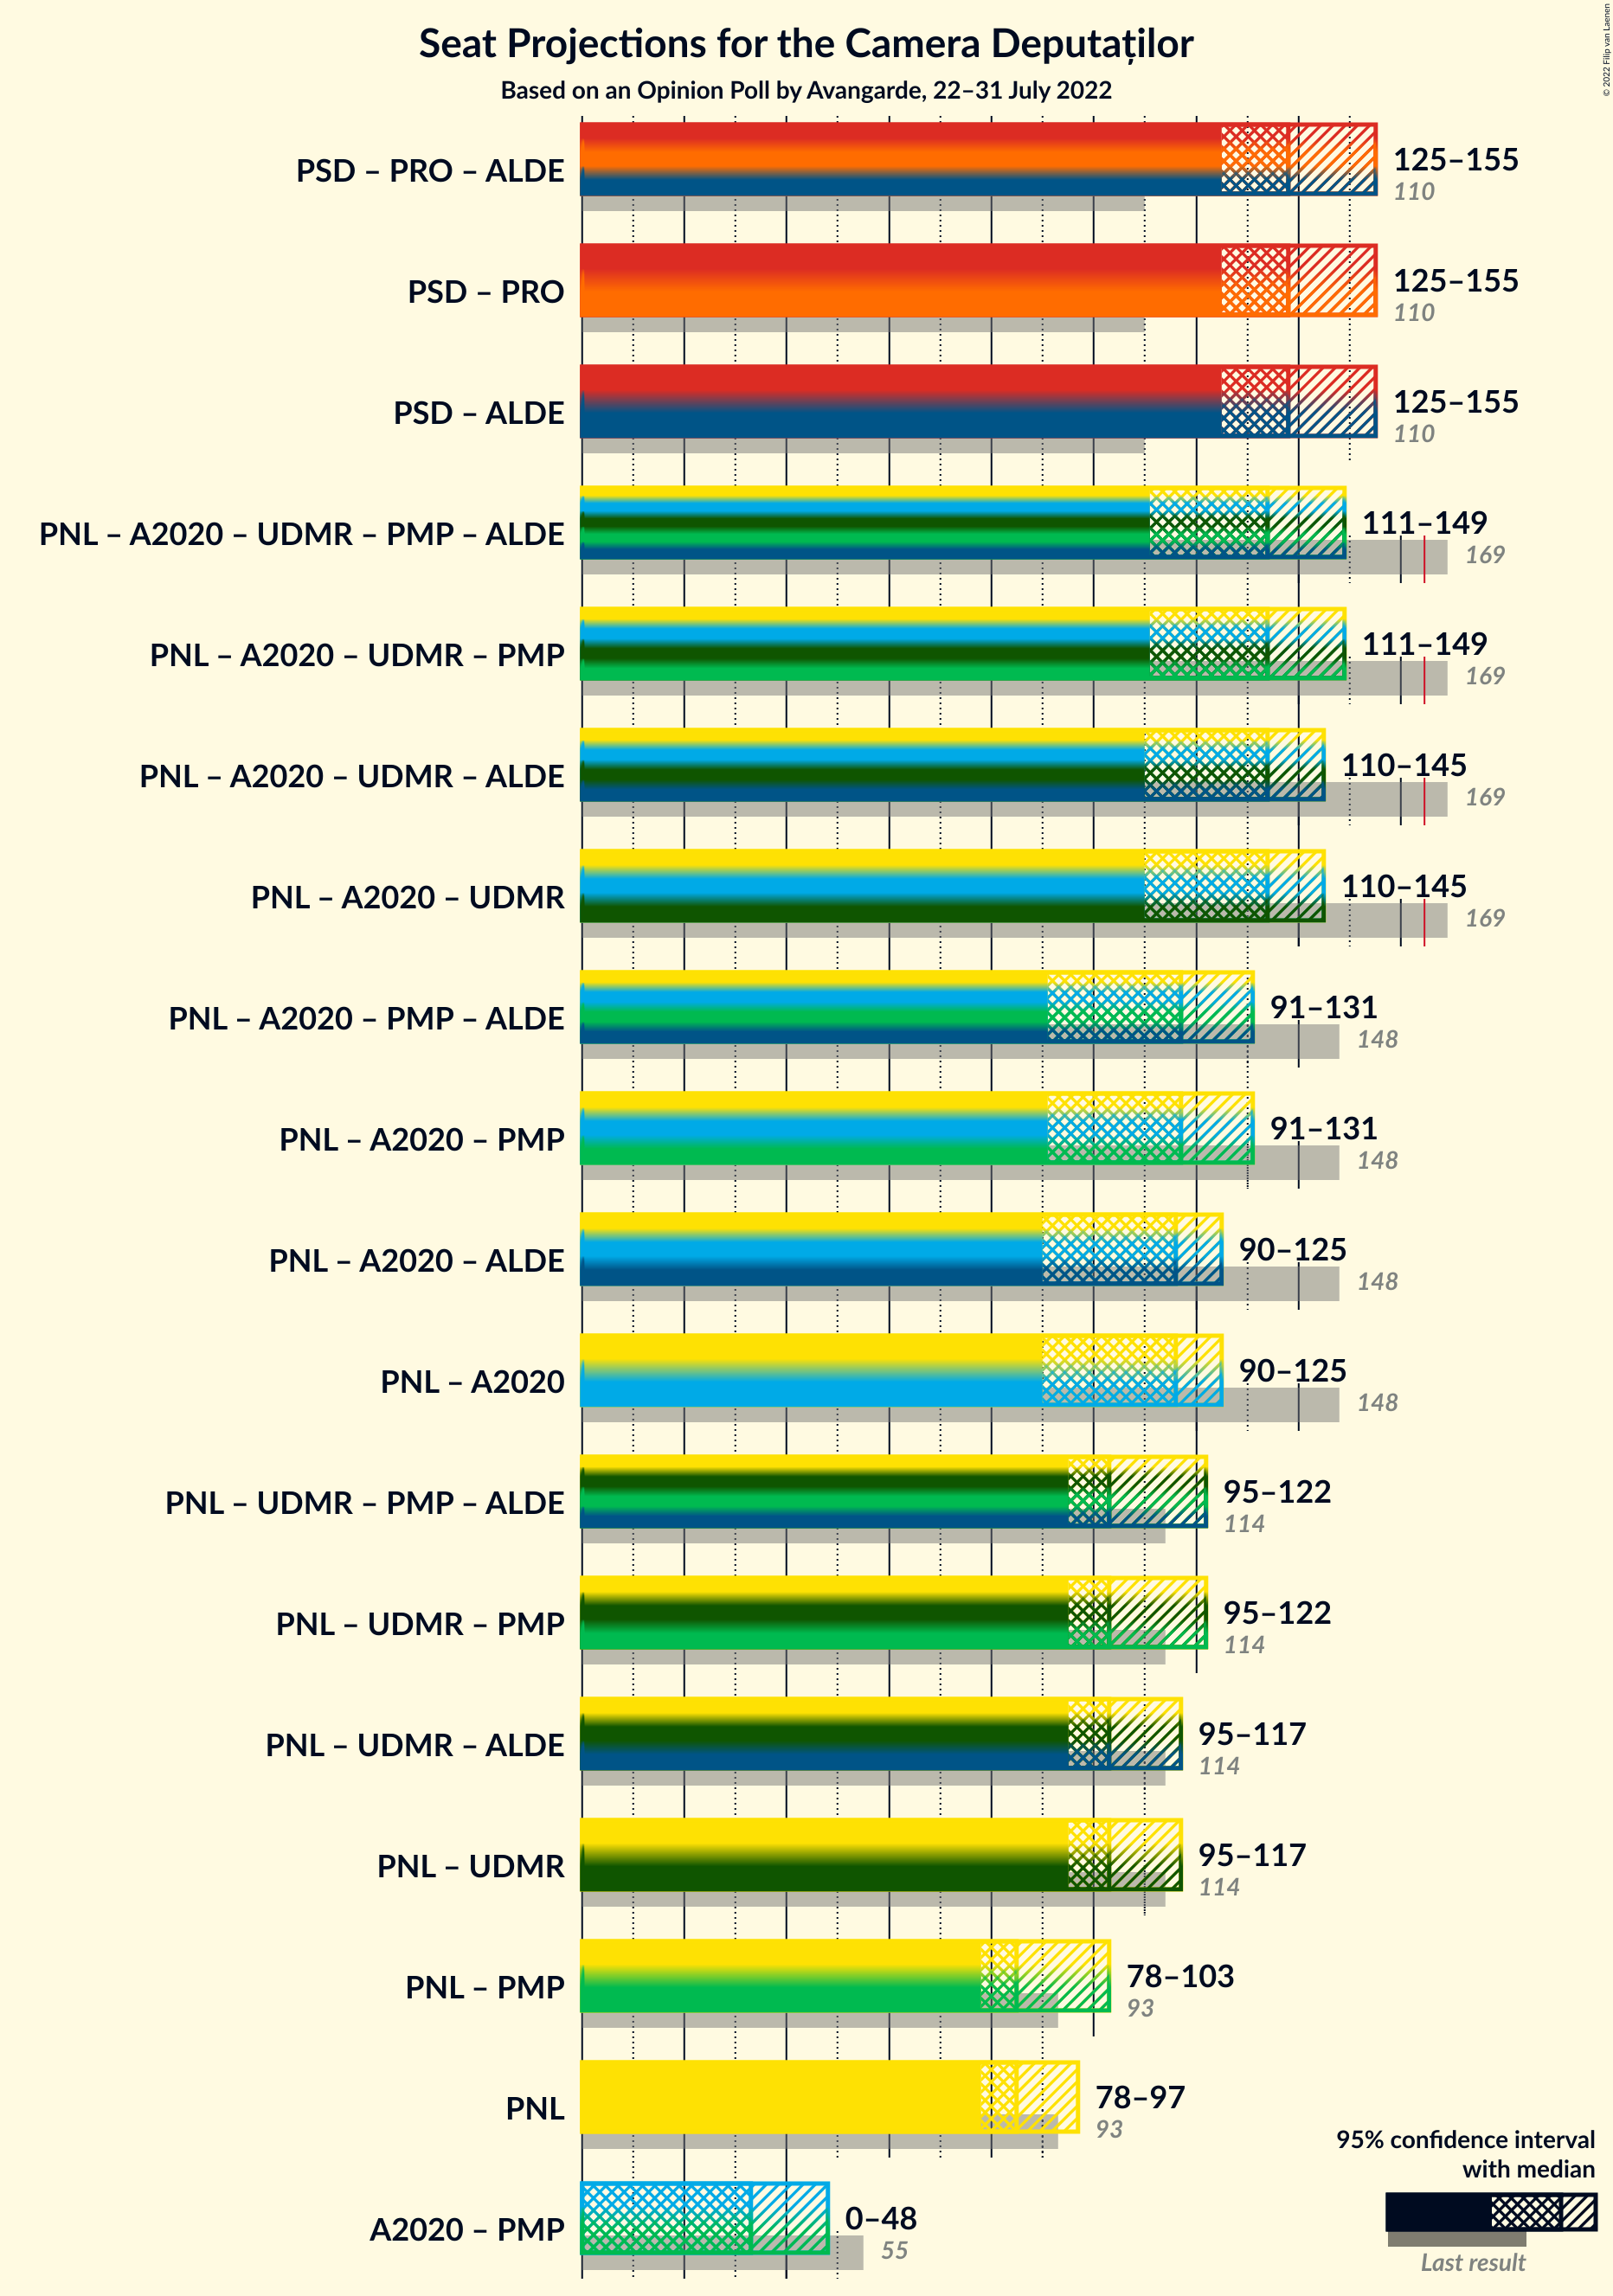 Seat Projections for the Camera Deputaților
Based on an Opinion Poll by Avangarde, 22–31 July 2022
© 2022 Filip van Laenen
PSD – PRO – ALDE
125–155
110
PSD – PRO
125–155
110
PSD – ALDE
125–155
110
PNL – A2020 – UDMR – PMP – ALDE
111–149
169
PNL – A2020 – UDMR – PMP
111–149
169
PNL – A2020 – UDMR – ALDE
110–145
169
PNL – A2020 – UDMR
110–145
169
PNL – A2020 – PMP – ALDE
91–131
148
PNL – A2020 – PMP
91–131
148
PNL – A2020 – ALDE
90–125
148
PNL – A2020
90–125
148
PNL – UDMR – PMP – ALDE
95–122
114
PNL – UDMR – PMP
95–122
114
PNL – UDMR – ALDE
95–117
114
PNL – UDMR
95–117
114
PNL – PMP
78–103
93
PNL
78–97
93
A2020 – PMP
0–48
55
95% confidence interval
with median
Last result